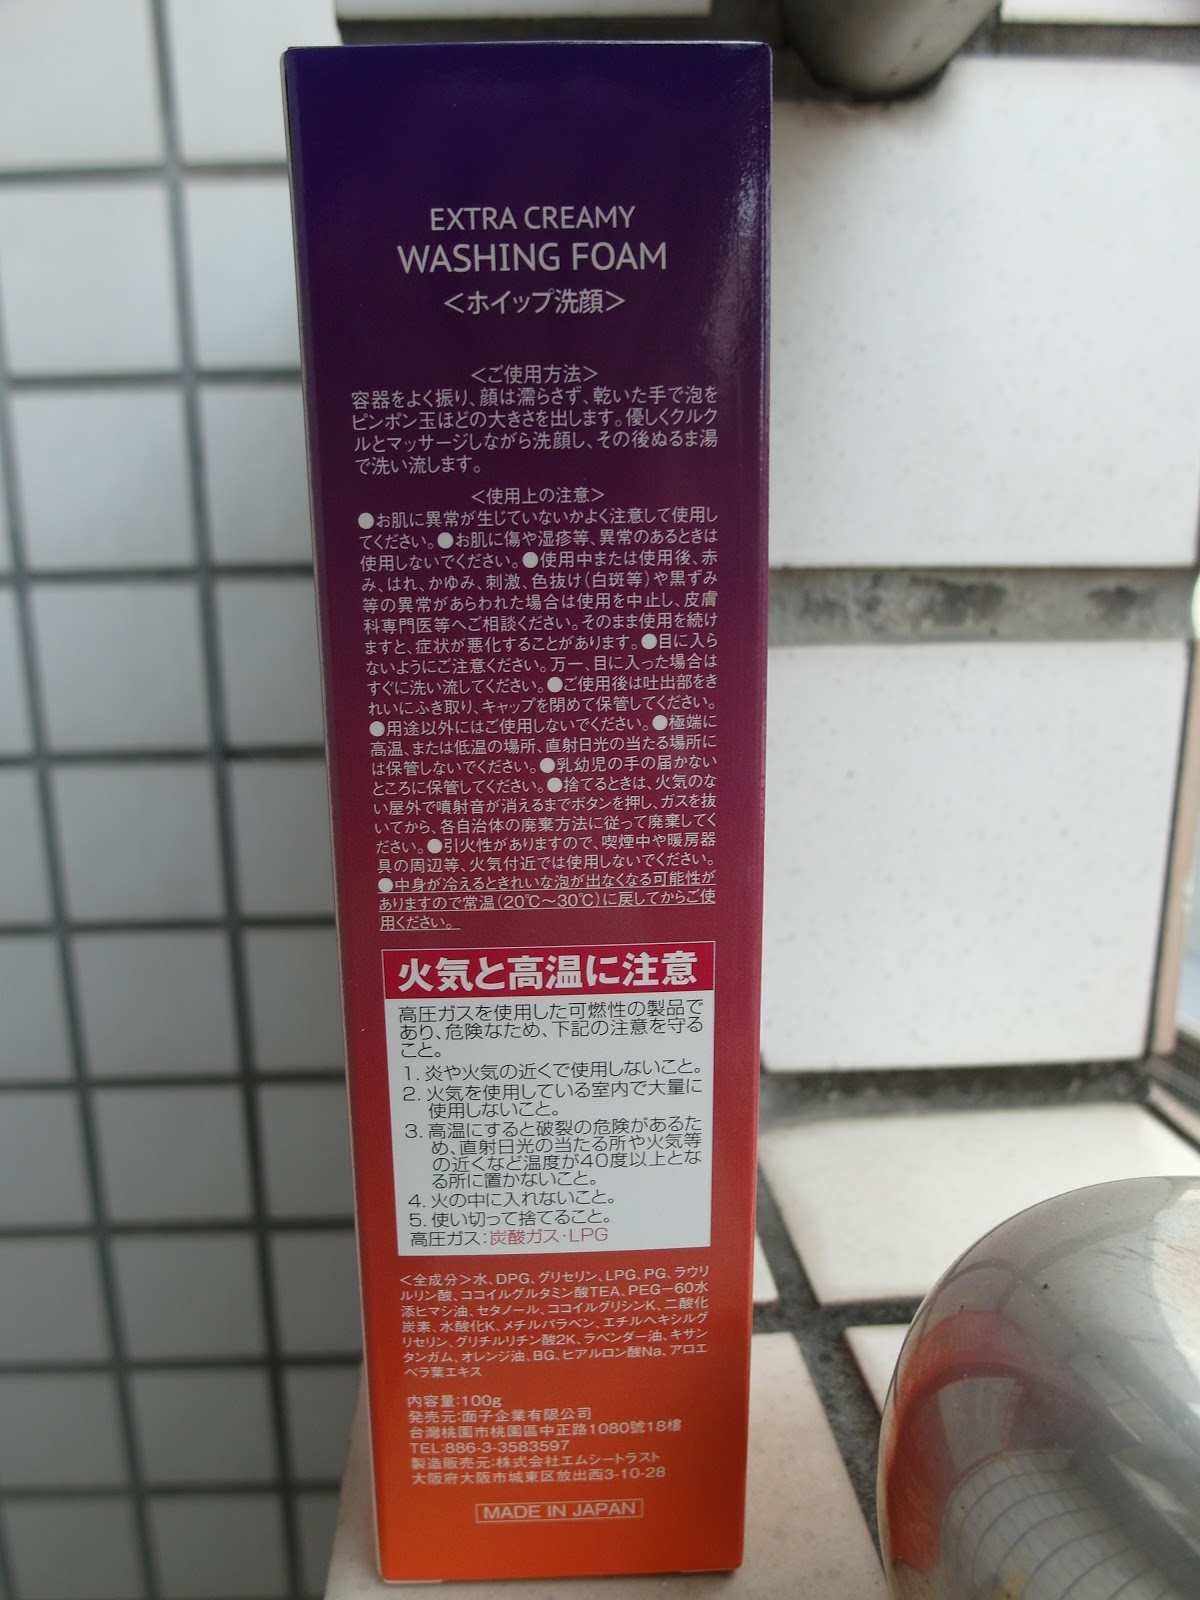 EXTRA CREAMY
WASHING FOAM
＜ホイップ洗顔＞
＜ご使用方法＞
容器をよく振り、顔は濡らさず、乾いた手で泡を
ピンポン玉ほどの大きさを出します。優しくクルク
ルとマッサージしながら洗顔し、その後ぬるま湯
で洗い流します。
＜使用上の注意＞
●お肌に異常が生じていないかよく注意して使用し
てください。●お肌に傷や湿疹等、異常のあるときは
使用しないでください。●使用中または使用後、赤
み、はれ、かゆみ、刺激、色抜け（白斑等）や黒ずみ
等の異常があらわれた場合は使用を中止し、皮膚
科専門医等へご相談ください。そのまま使用を続け
ますと、症状が悪化することがあります。●目に入ら
ないようにご注意ください。万一、目に入った場合は
すぐに洗い流してください。●ご使用後は吐出部をき
れいにふき取り、キャップを閉めて保管してください。
●用途以外にはご使用しないでください。●極端に
高温、または低温の場所、直射日光の当たる場所に
は保管しないでください。●乳幼児の手の届かない
ところに保管してください。●捨てるときは、火気のな
い屋外で噴射音が消えるまでボタンを押し、ガスを抜
いてから、各自治体の廃棄方法に従って廃棄してく
ださい。●引火性がありますので、喫煙中や暖房器
具の周辺等、火気付近では使用しないでください。
●中身が冷えるときれいな泡が出なくなる可能性が
ありますので常温（20℃〜30℃）に戻してからご使
用ください。
火気と高温に注意
高圧ガスを使用した可燃性の製品で
あり、危険なため、下記の注意を守る
こと。
1. 炎や火気の近くで使用しないこと。
2. 火気を使用している室内で大量に
使用しないこと。
3. 高温にすると破裂の危険があるた
め、直射日光の当たる所や火気等
の近くなど温度が40度以上とな
る所に置かないこと。
4. 火の中に入れないこと。
5. 使い切って捨てること。
高圧ガス：炭酸ガス・LPG
＜全成分＞水、DPG、グリセリン、LPG、PG、ラウリ
ルリン酸、ココイルグルタミン酸TEA、PEG－60水
添ヒマシ油、セタノール、ココイルグリシンK、二酸化
炭素、水酸化K、メチルパラベン、エチルヘキシルグ
リセリン、グリチルリチン酸2K、ラベンダー油、キサン
タンガム、オレンジ油、BG、ヒアルロン酸Na、アロエ
ベラ葉エキス
内容量：100g
発売元：面子企業有限公司
台灣桃園市桃園區中正路1080號18樓
TEL:886-3-3583597
製造販売元：株式会社エムシートラスト
大阪府大阪市城東区放出西3-10-28
MADE IN JAPAN